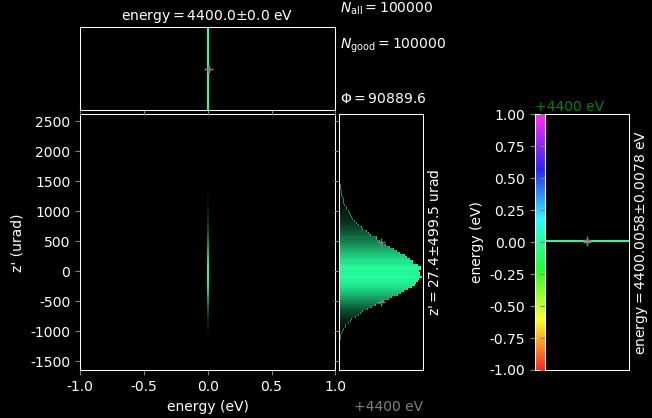 N_all = 100000
energy = 4400.0±0.0 eV
N_good = 100000
Φ = 90889.6
+4400 eV
2500
2000
1500
1000
500
0
-500
-1000
-1500
z' (urad)
-1.0
-0.5
0.0
0.5
1.0
energy (eV)
+4400 eV
z' = 27.4±499.5 urad
1.00
0.75
0.50
0.25
0.00
-0.25
-0.50
-0.75
-1.00
energy (eV)
energy = 4400.0058±0.0078 eV